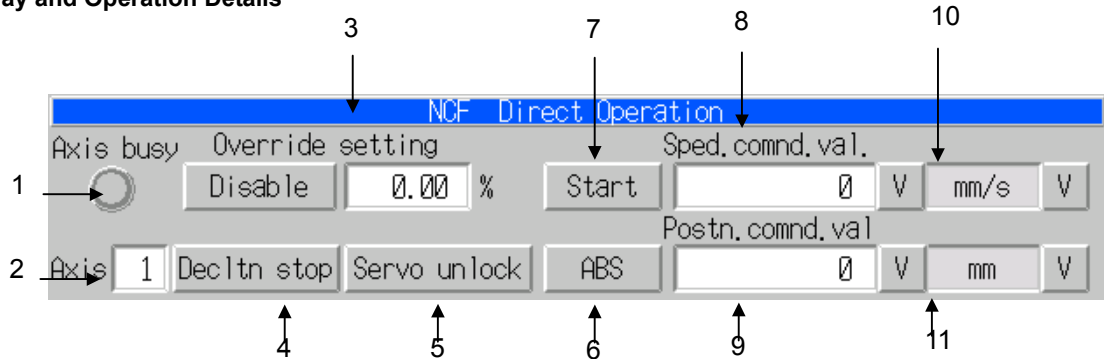 ay and Operation Details
3 7 8 10
NCF Direct Operation
Axis busy Override setting Sped.comnd.val.
1 Disable 0.00 % Start 0 V mm/s V
Postn.comnd.val
2 Axis 1 Decltn stop Servo unlock ABS 0 V mm V
4 5 6 9 11